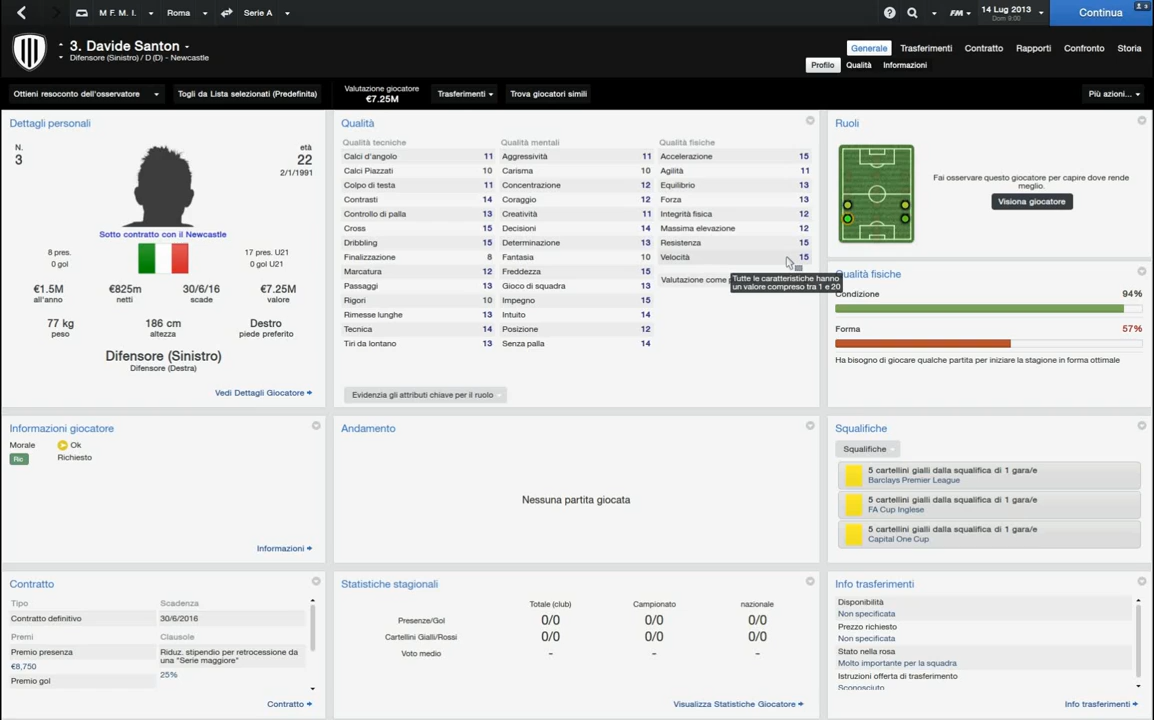 M F. M. I.
Roma
Serie A
FM
14 Lug 2013
Dom 9:00
Continua
3
3. Davide Santon
Difensore (Sinistro) / D (D) - Newcastle
Generale
Trasferimenti
Contratto
Rapporti
Confronto
Storia
Profilo
Qualità
Informazioni
Ottieni resoconto dell'osservatore
Togli da Lista selezionati (Predefinita)
Valutazione giocatore
€7.25M
Trasferimenti
Trova giocatori simili
Più azioni...
Dettagli personali
N.
3
età
22
2/1/1991
Sotto contratto con il Newcastle
8 pres.
0 gol
17 pres. U21
0 gol U21
€1.5M
all'anno
€825m
netti
30/6/16
scade
€7.25M
valore
77 kg
peso
186 cm
altezza
Destro
piede preferito
Difensore (Sinistro)
Difensore (Destra)
Vedi Dettagli Giocatore
Qualità
Qualità tecniche
Calci d'angolo 11
Calci Piazzati 10
Colpo di testa 11
Contrasti 14
Controllo di palla 13
Cross 15
Dribbling 15
Finalizzazione 8
Marcatura 12
Passaggi 13
Rigori 10
Rimesse lunghe 13
Tecnica 14
Tiri da lontano 13
Qualità mentali
Aggressività 11
Carisma 10
Concentrazione 12
Coraggio 12
Creatività 11
Decisioni 14
Determinazione 13
Fantasia 10
Freddezza 15
Gioco di squadra 13
Impegno 15
Intuito 14
Posizione 12
Senza palla 14
Qualità fisiche
Accelerazione 15
Agilità 11
Equilibrio 13
Forza 13
Integrità fisica 12
Massima elevazione 12
Resistenza 15
Velocità 15
Valutazione come
Tutte le caratteristiche hanno
un valore compreso tra 1 e 20
Evidenzia gli attributi chiave per il ruolo
Ruoli
Fai osservare questo giocatore per capire dove rende
meglio.
Visiona giocatore
Qualità fisiche
Condizione 94%
Forma 57%
Ha bisogno di giocare qualche partita per iniziare la stagione in forma ottimale
Informazioni giocatore
Morale
Ok
Ric
Richiesto
Informazioni
Andamento
Nessuna partita giocata
Squalifiche
Squalifiche
5 cartellini gialli dalla squalifica di 1 gara/e
Barclays Premier League
5 cartellini gialli dalla squalifica di 1 gara/e
FA Cup Inglese
5 cartellini gialli dalla squalifica di 1 gara/e
Capital One Cup
Contratto
Tipo
Contratto definitivo
Premi
Premio presenza
€8,750
Premio gol
Scadenza
30/6/2016
Clausole
Riduz. stipendio per retrocessione da
una "Serie maggiore"
25%
Contratto
Statistiche stagionali
Totale (club) Campionato nazionale
Presenze/Gol 0/0 0/0 0/0
Cartellini Gialli/Rossi 0/0 0/0 0/0
Voto medio - - -
Visualizza Statistiche Giocatore
Info trasferimenti
Disponibilità
Non specificata
Prezzo richiesto
Non specificata
Stato nella rosa
Molto importante per la squadra
Istruzioni offerta di trasferimento
Sconosciuto
Info trasferimenti